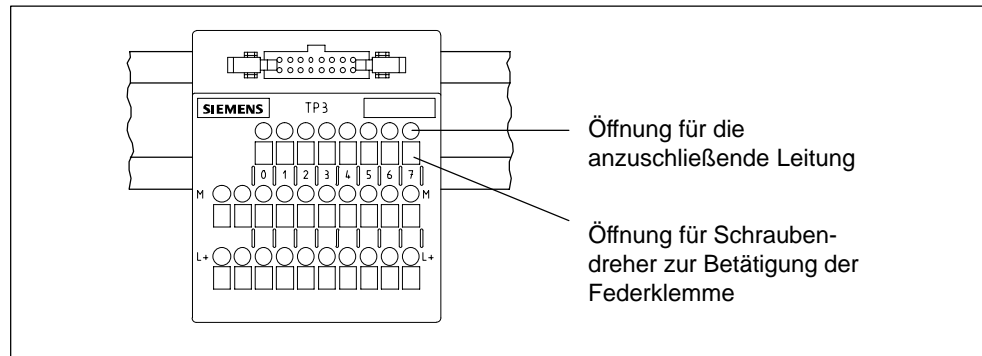 SIEMENS TP3
Öffnung für die
anzuschließende Leitung
0 1 2 3 4 5 6 7
M M
Öffnung für Schrauben-
dreher zur Betätigung der
Federklemme
L+ L+